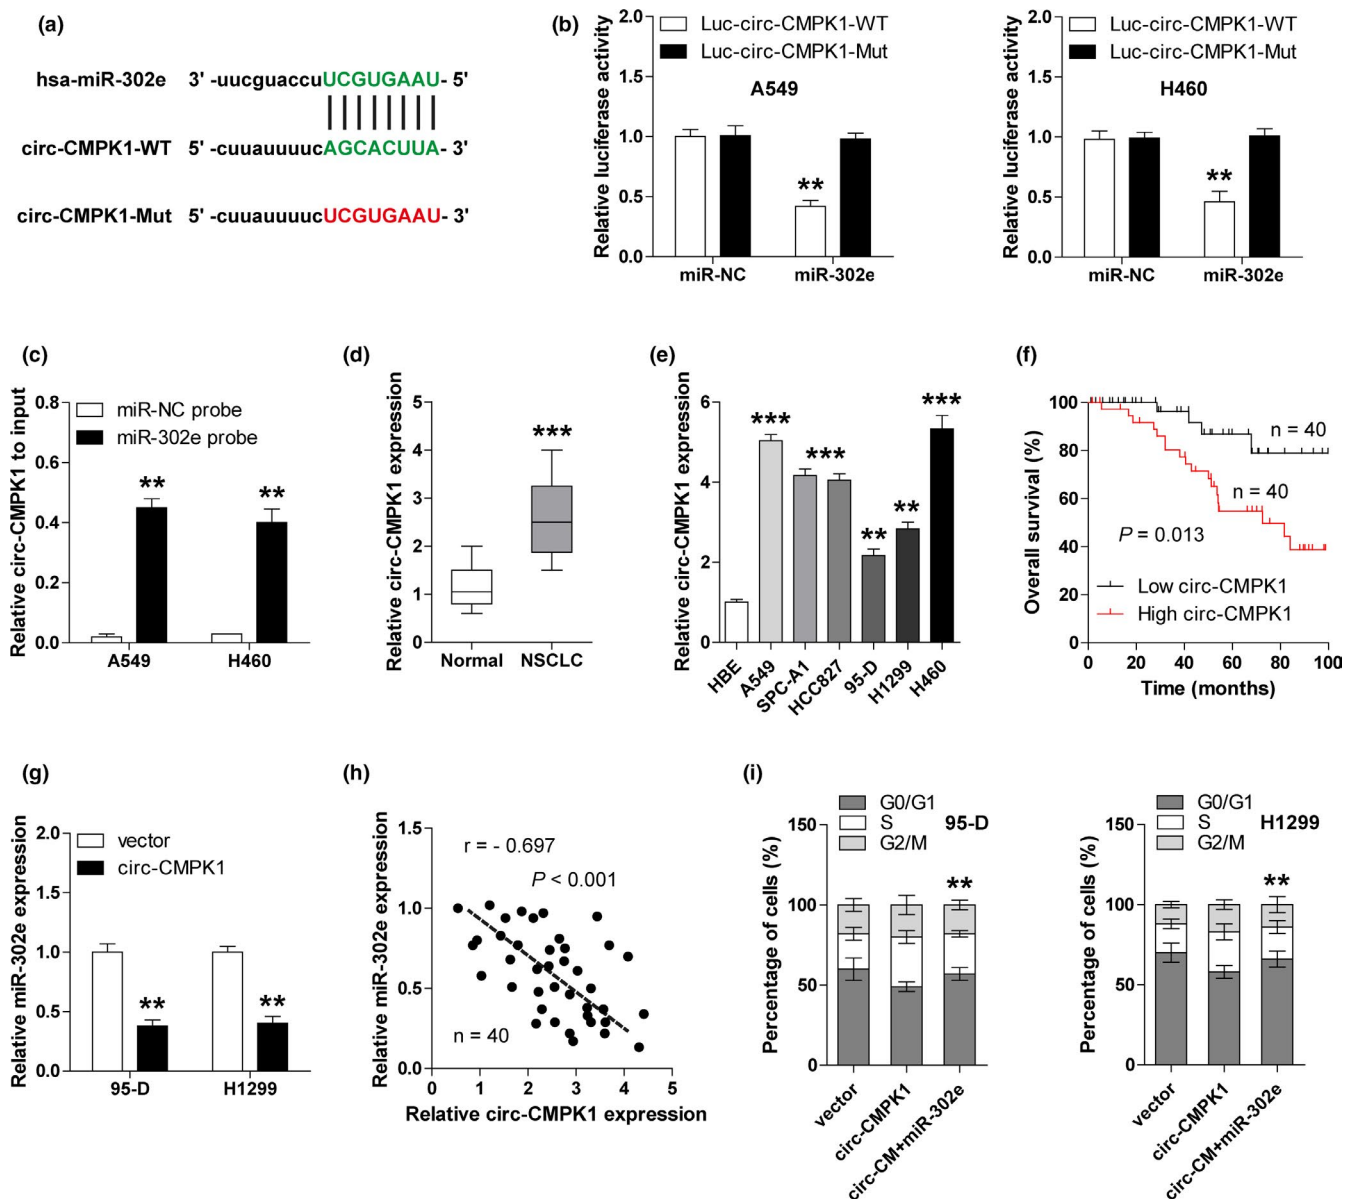 (a)
hsa-miR-302e 3' -uucguaccuUCGUGAAU- 5'
circ-CMPK1-WT 5' -cuuauuuucAGCACUUA- 3'
circ-CMPK1-Mut 5' -cuuauuuucUCGUGAAU- 3'
(b)
Relative luciferase activity
2.0
1.5
1.0
0.5
0.0
Luc-circ-CMPK1-WT
Luc-circ-CMPK1-Mut
A549
**
miR-NC miR-302e
Relative luciferase activity
2.0
1.5
1.0
0.5
0.0
Luc-circ-CMPK1-WT
Luc-circ-CMPK1-Mut
H460
**
miR-NC miR-302e
(c)
Relative circ-CMPK1 to input
0.8
0.6
0.4
0.2
0.0
miR-NC probe
miR-302e probe
** **
A549 H460
(d)
Relative circ-CMPK1 expression
5
4
3
2
1
0
***
Normal NSCLC
(e)
Relative circ-CMPK1 expression
6
4
2
0
*** *** ** ** ***
HBE A549 SPC-A1 HCC827 95-D H1299 H460
(f)
Overall survival (%)
100
80
60
40
20
0
n = 40
n = 40
P = 0.013
Low circ-CMPK1
High circ-CMPK1
0 20 40 60 80 100
Time (months)
(g)
Relative miR-302e expression
2.0
1.5
1.0
0.5
0.0
vector
circ-CMPK1
** **
95-D H1299
(h)
Relative miR-302e expression
1.5
1.0
0.5
0.0
r = - 0.697
P < 0.001
n = 40
0 1 2 3 4 5
Relative circ-CMPK1 expression
(i)
Percentage of cells (%)
150
100
50
0
G0/G1
S
G2/M
95-D
**
vector circ-CMPK1 circ-CM+miR-302e
Percentage of cells (%)
150
100
50
0
G0/G1
S
G2/M
H1299
**
vector circ-CMPK1 circ-CM+miR-302e